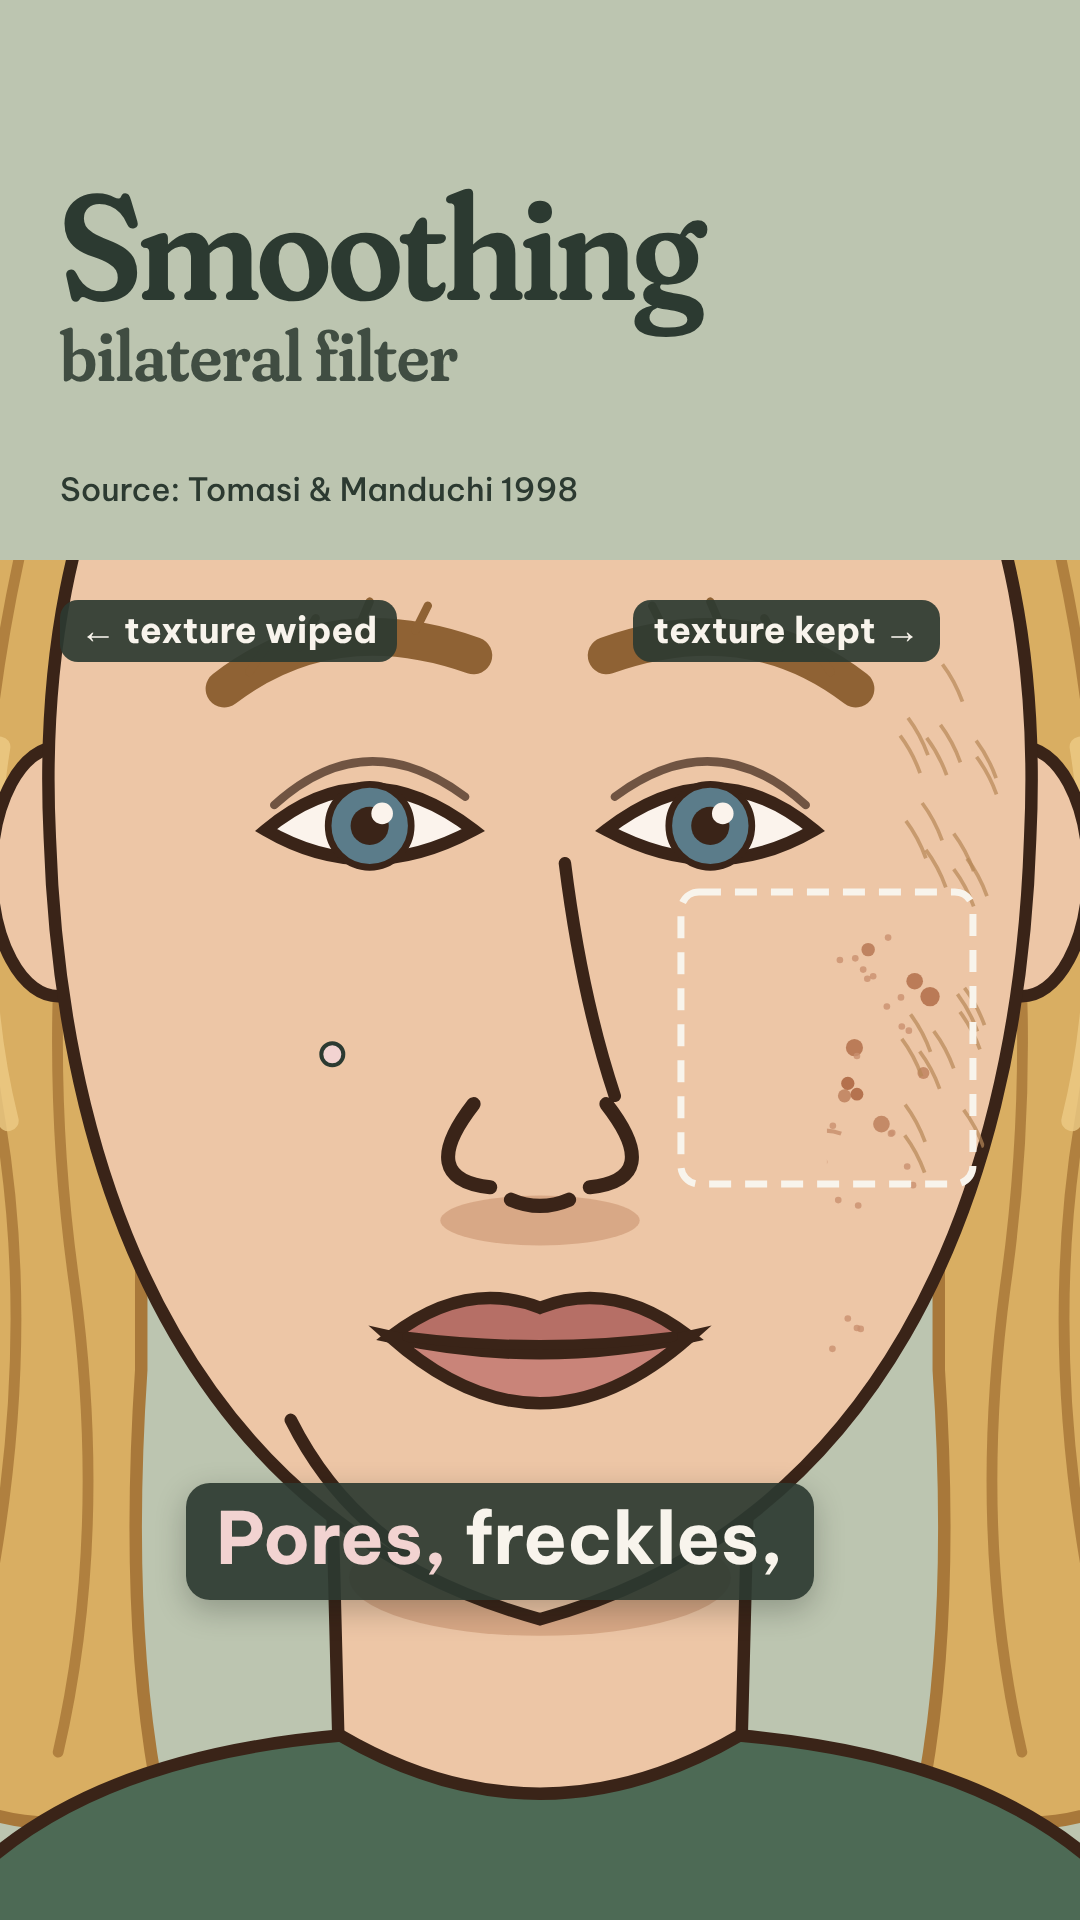 Smoothing
bilateral filter
Source: Tomasi & Manduchi 1998
← texture wiped
texture kept →
Pores, freckles,